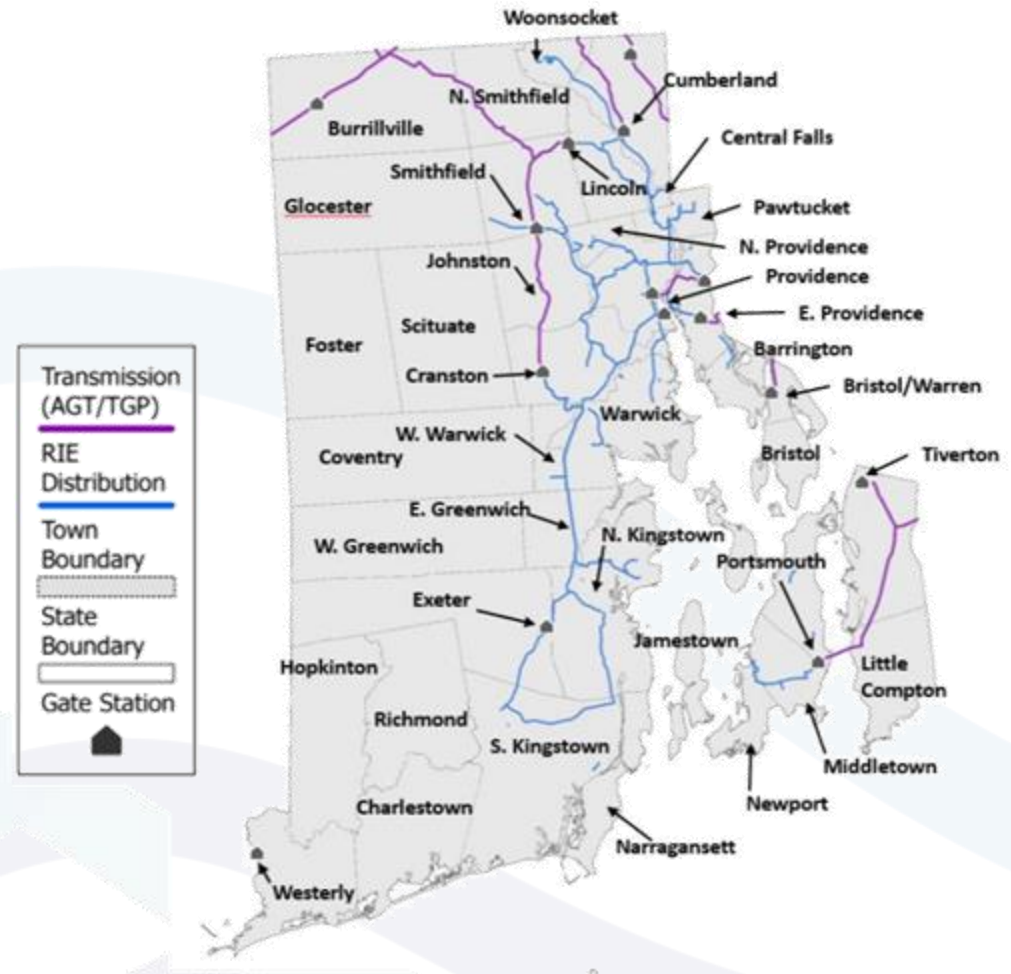 Woonsocket
Cumberland
N. Smithfield
Burrillville
Central Falls
Smithfield
Lincoln
Glocester
Pawtucket
N. Providence
Johnston
Providence
E. Providence
Scituate
Foster
Barrington
Cranston
Bristol/Warren
Warwick
W. Warwick
Coventry
Bristol
Tiverton
E. Greenwich
N. Kingstown
W. Greenwich
Portsmouth
Exeter
Jamestown
Hopkinton
Little
Compton
Richmond
S. Kingstown
Middletown
Newport
Charlestown
Narragansett
Westerly
Transmission
(AGT/TGP)
RIE
Distribution
Town
Boundary
State
Boundary
Gate Station